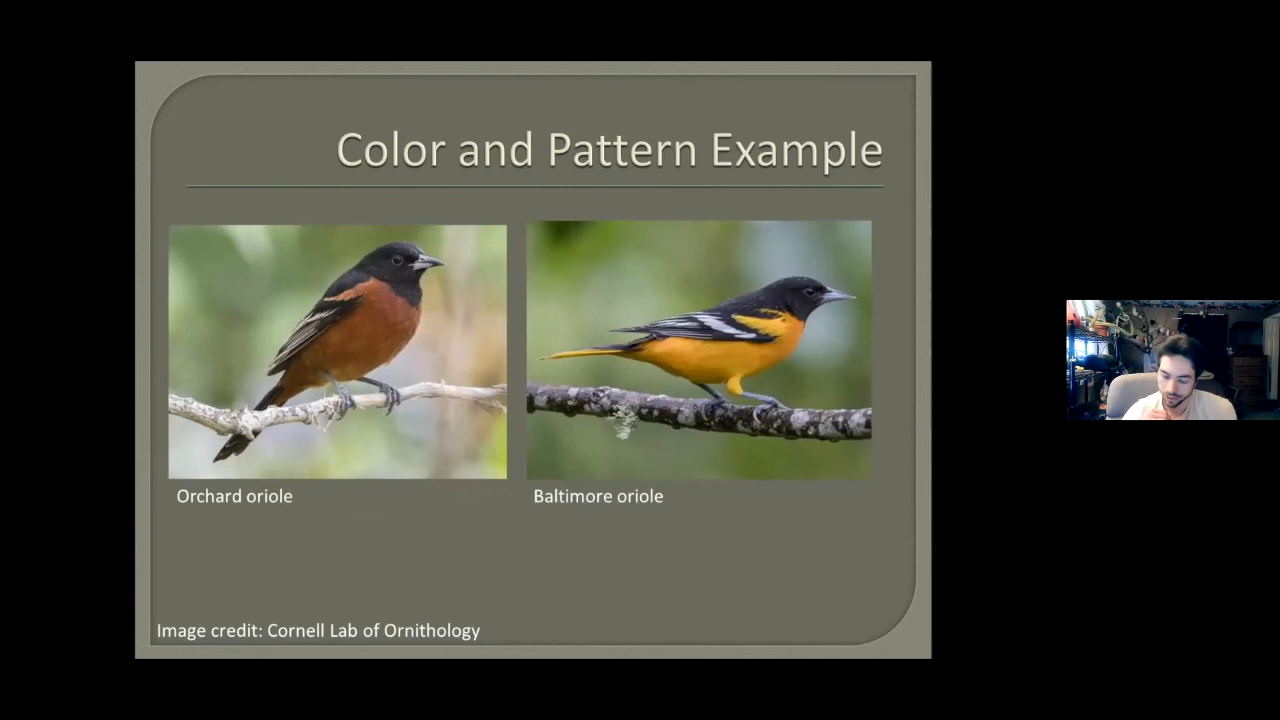 Color and Pattern Example
Orchard oriole
Baltimore oriole
Image credit: Cornell Lab of Ornithology